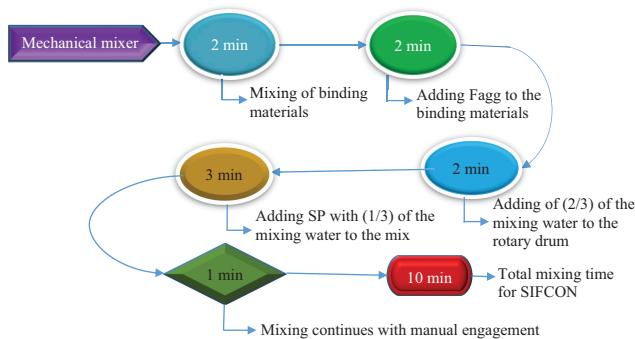 Mechanical mixer
2 min
2 min
Mixing of binding
materials
Adding Fagg to the
binding materials
3 min
2 min
Adding SP with (1/3) of the
mixing water to the mix
Adding of (2/3) of the
mixing water to the
rotary drum
1 min
10 min
Total mixing time
for SIFCON
Mixing continues with manual engagement